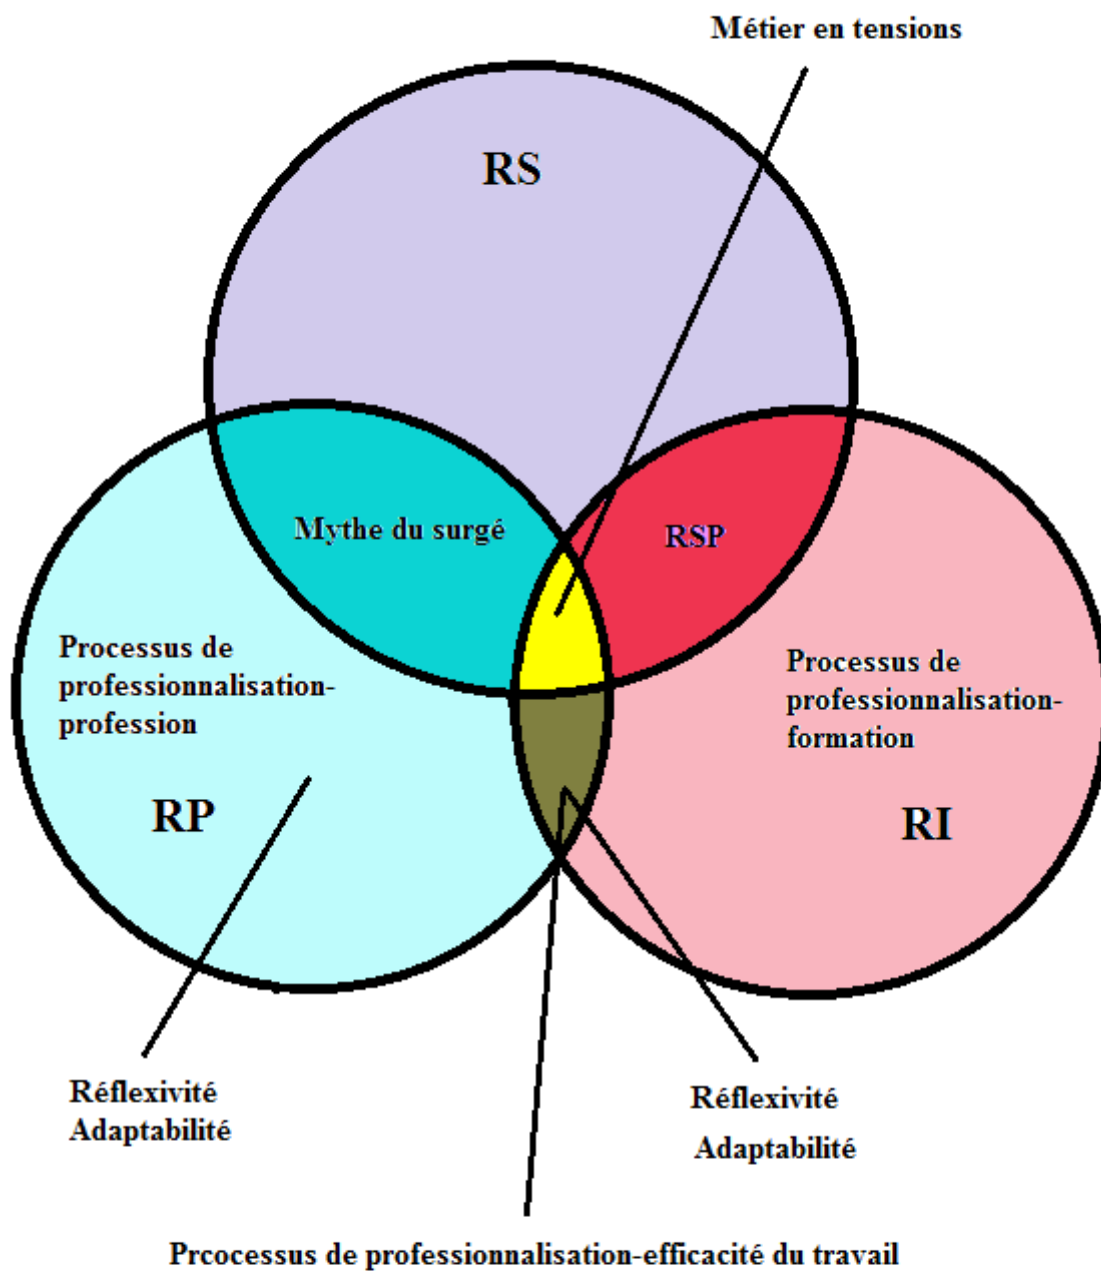 Métier en tensions
RS
Mythe du surgé
RSP
Processus de
professionnalisation-
profession
Processus de
professionnalisation-
formation
RP
RI
Réflexivité
Adaptabilité
Réflexivité
Adaptabilité
Prcocessus de professionnalisation-efficacité du travail